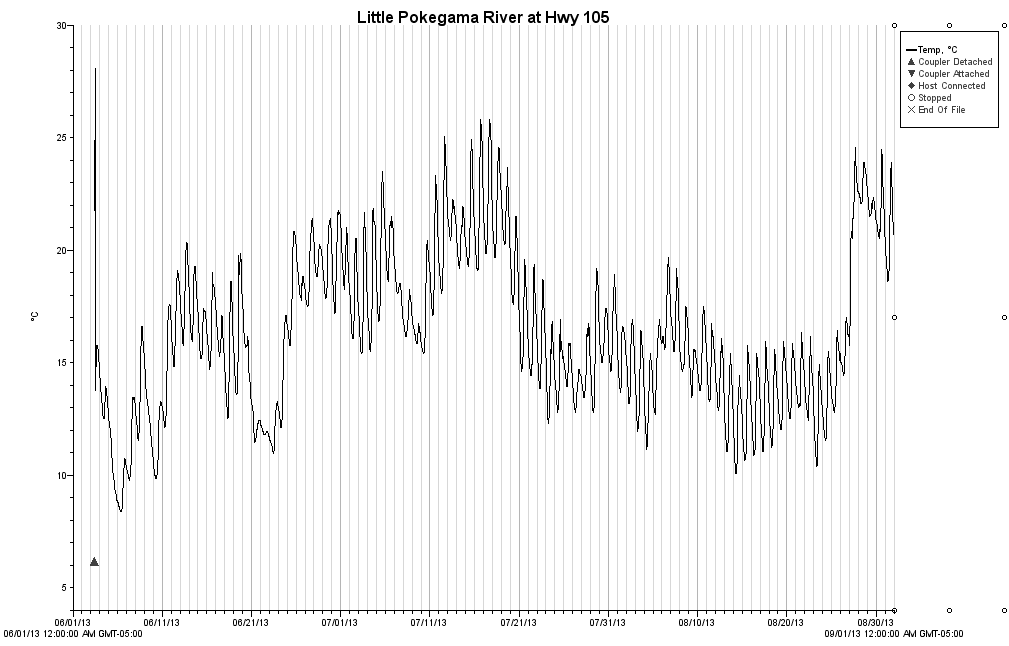 Little Pokegama River at Hwy 105
30
25
20
15
10
5
°C
Temp, °C
Coupler Detached
Coupler Attached
Host Connected
Stopped
End Of File
06/01/13 06/11/13 06/21/13 07/01/13 07/11/13 07/21/13 07/31/13 08/10/13 08/20/13 08/30/13
06/01/13 12:00:00 AM GMT-05:00 09/01/13 12:00:00 AM GMT-05:00